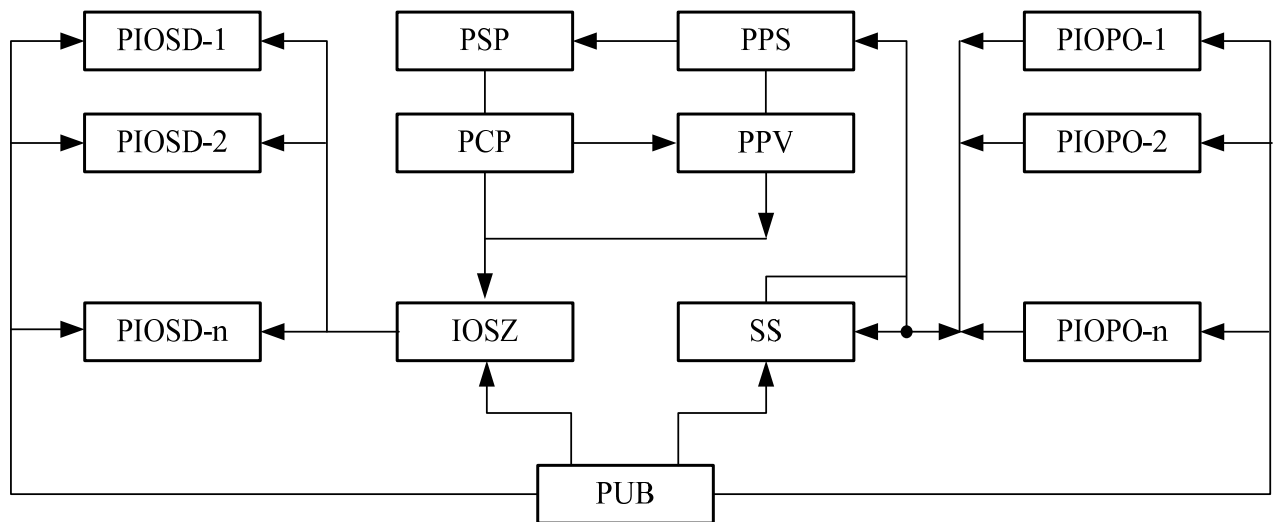 PIOSD-1
PSP
PPS
PIOPO-1
PIOSD-2
PCP
PPV
PIOPO-2
PIOSD-n
IOSZ
SS
PIOPO-n
PUB